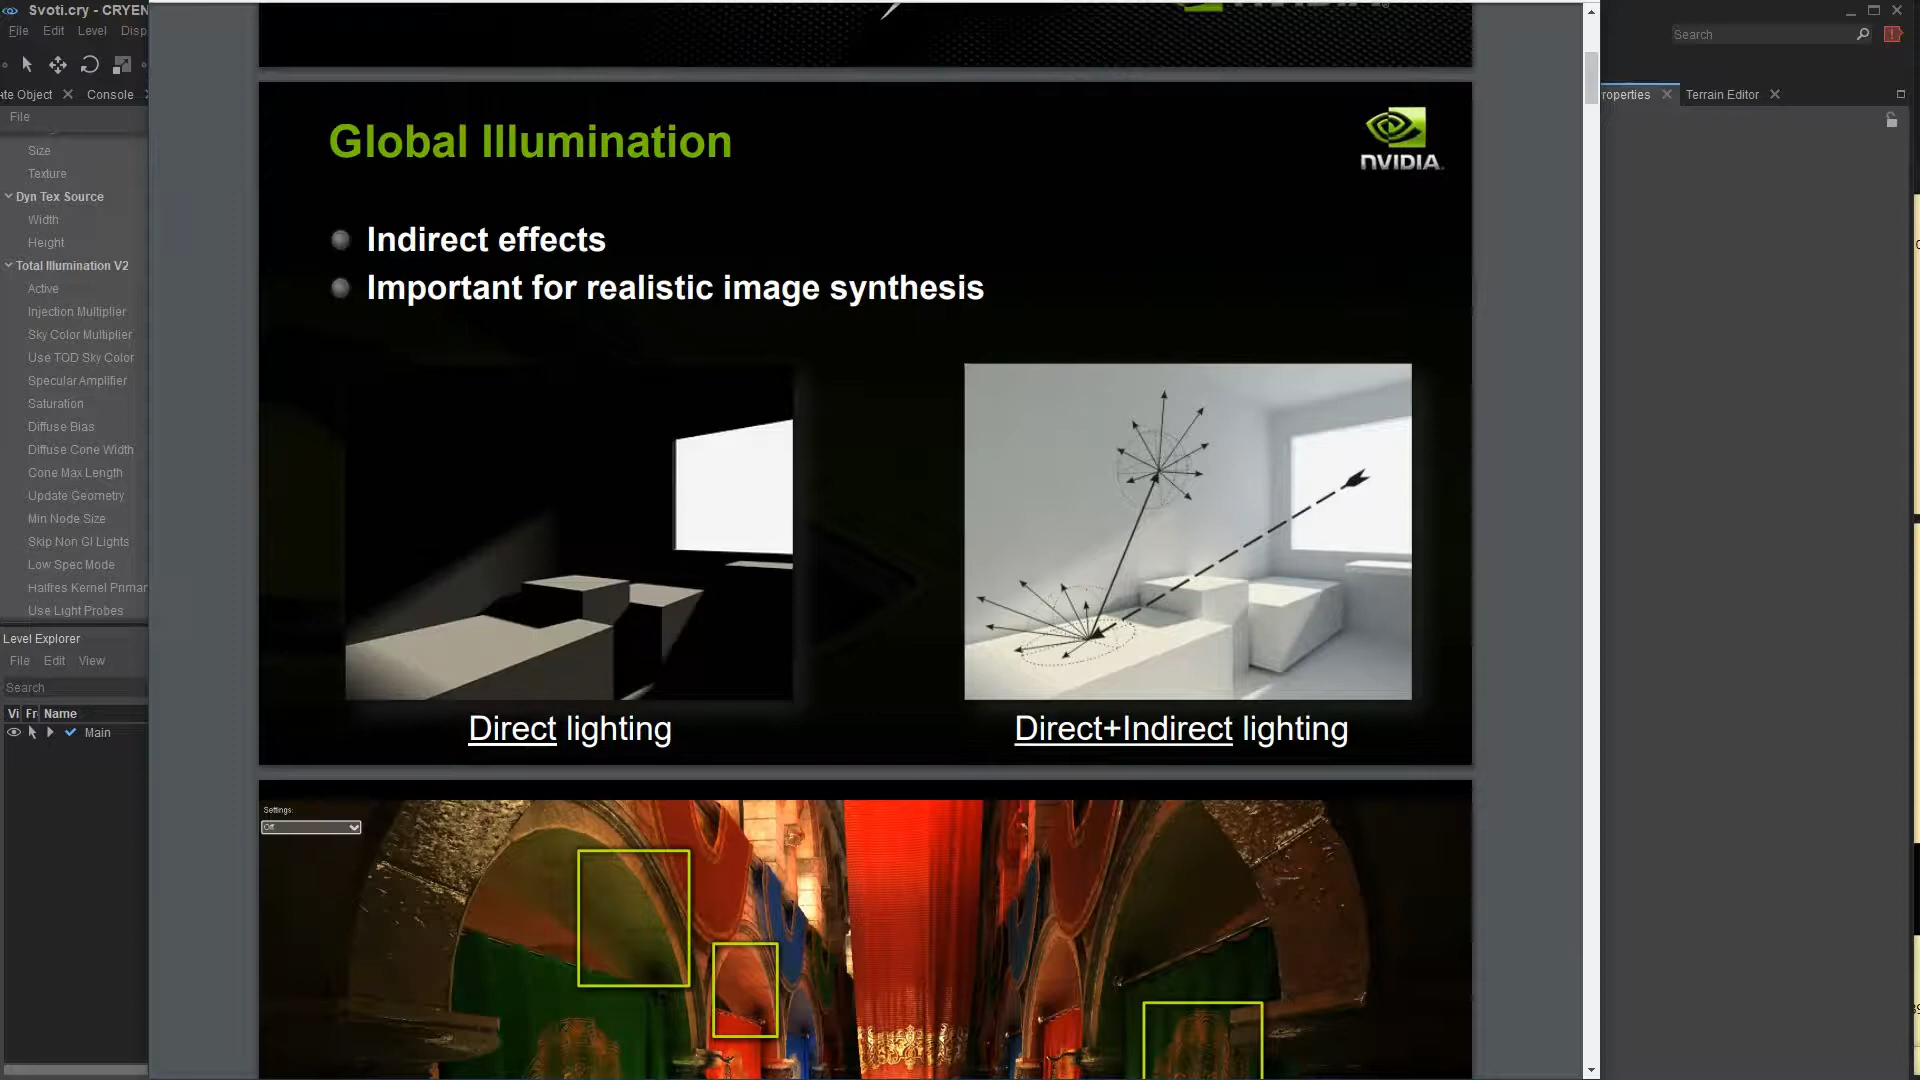 Svoti.cry - CRYEN
File Edit Level Disp
Search
ate Object
Console
roperties
Terrain Editor
File
Size
Texture
Dyn Tex Source
Width
Height
Total Illumination V2
Active
Injection Multiplier
Sky Color Multiplier
Use TOD Sky Color
Specular Amplifier
Saturation
Diffuse Bias
Diffuse Cone Width
Cone Max Length
Update Geometry
Min Node Size
Skip Non GI Lights
Low Spec Mode
Halfres Kernel Primar
Use Light Probes
Level Explorer
File Edit View
Search
Vi Fr Name
Main
Global Illumination
NVIDIA
Indirect effects
Important for realistic image synthesis
Direct lighting
Direct+Indirect lighting
Settings:
Off